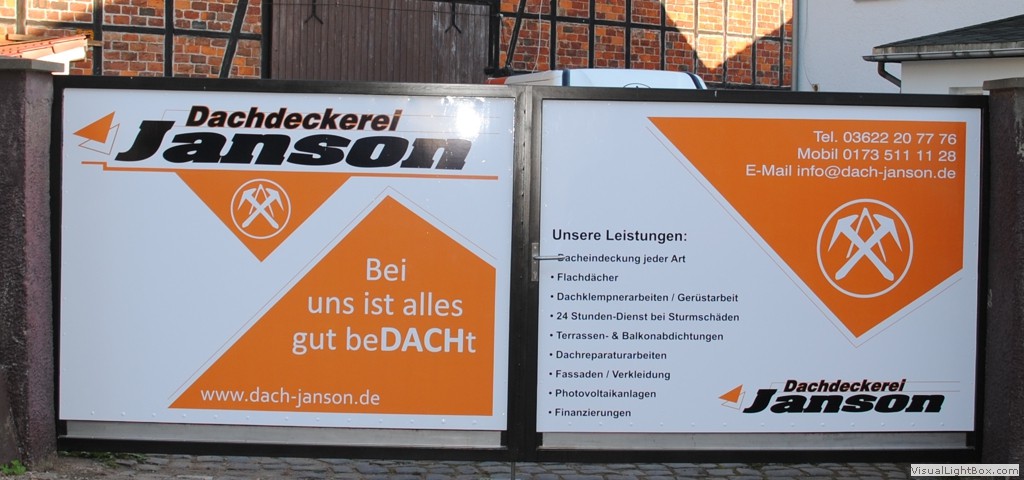 Dachdeckerei
Janson
Bei
uns ist alles
gut beDACHt
www.dach-janson.de
Tel. 03622 20 77 76
Mobil 0173 511 11 28
E-Mail info@dach-janson.de
Unsere Leistungen:
Dacheindeckung jeder Art
• Flachdächer
• Dachklempnerarbeiten / Gerüstarbeit
• 24 Stunden-Dienst bei Sturmschäden
• Terrassen- & Balkonabdichtungen
• Dachreparaturarbeiten
• Fassaden / Verkleidung
• Photovoltaikanlagen
• Finanzierungen
Dachdeckerei
Janson
VisualLightBox.com